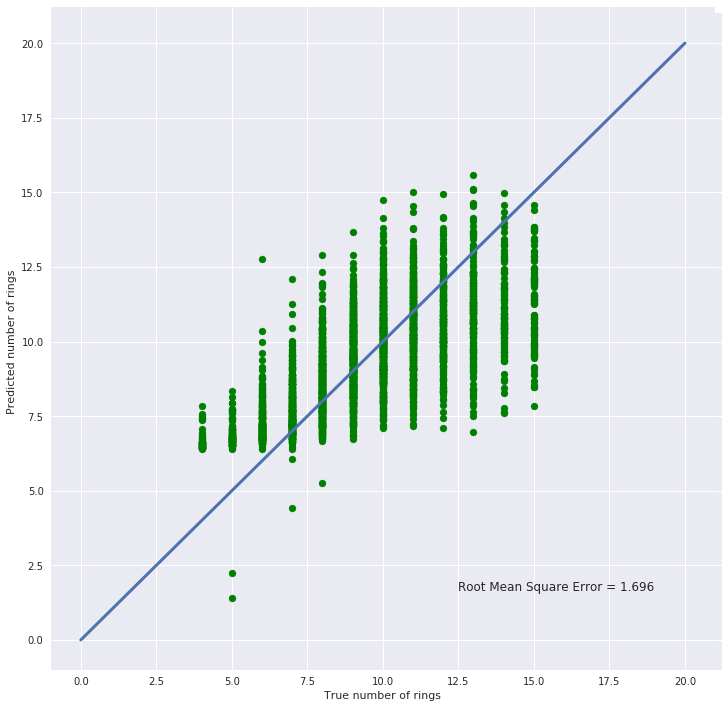 20.0
17.5
15.0
12.5
10.0
7.5
5.0
2.5
0.0
Predicted number of rings
Root Mean Square Error = 1.696
0.0 2.5 5.0 7.5 10.0 12.5 15.0 17.5 20.0
True number of rings